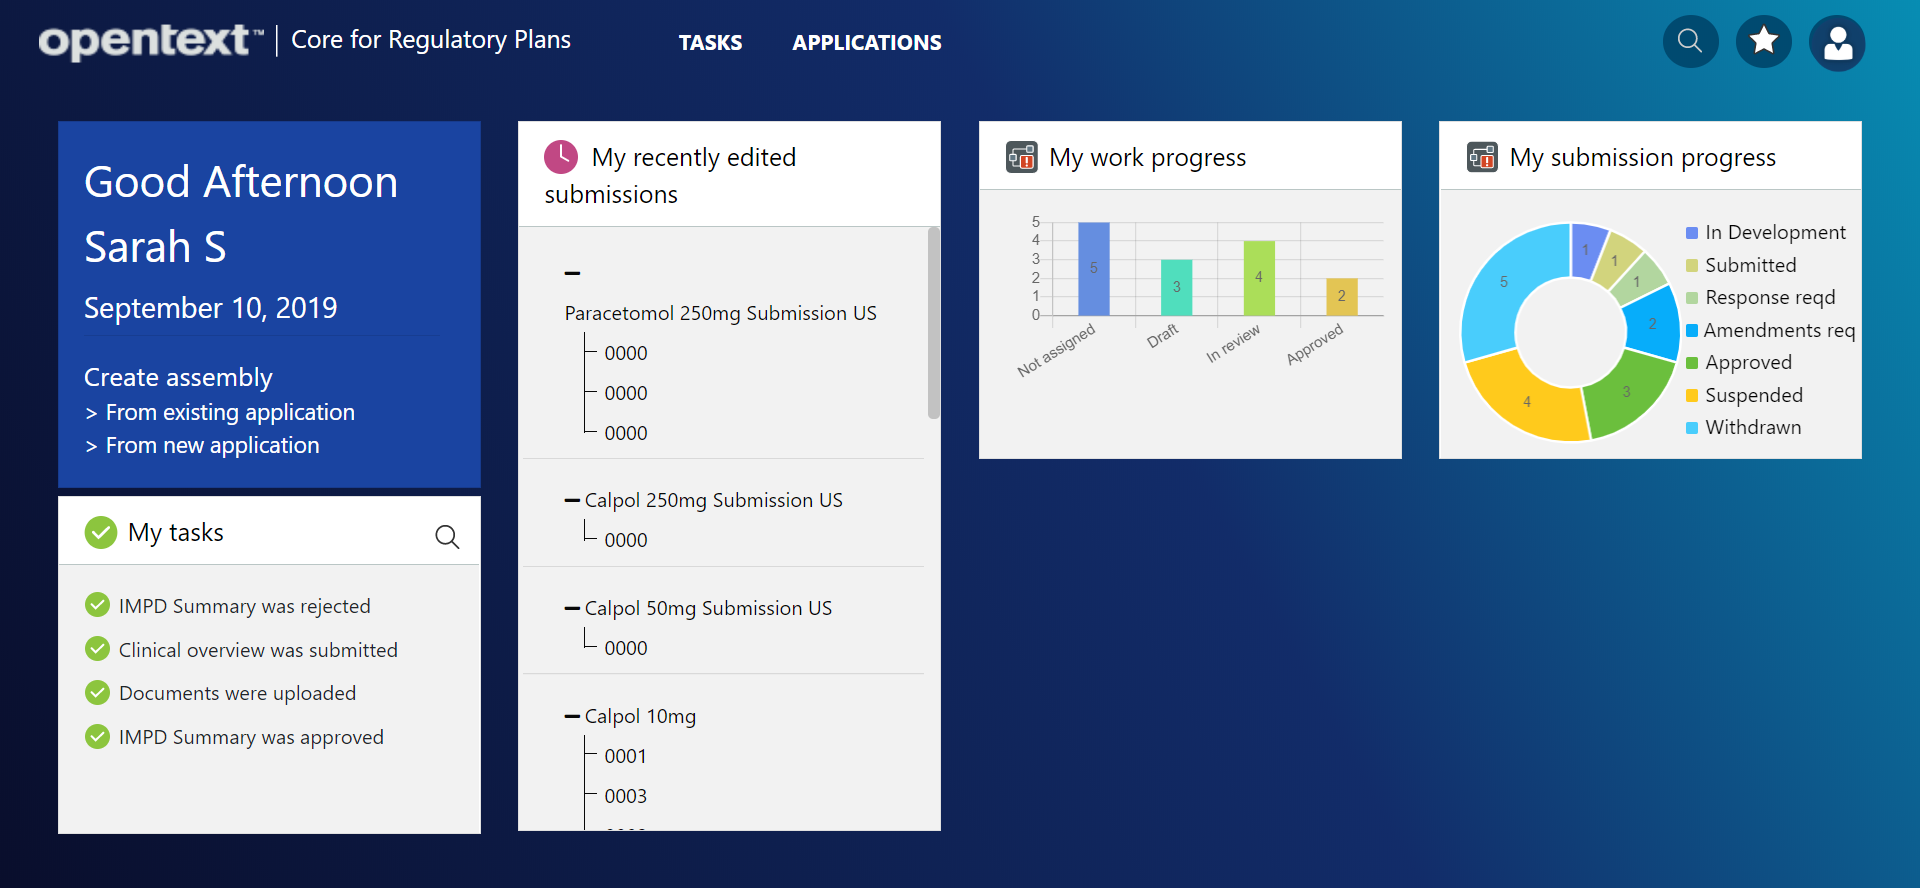 opentext™ | Core for Regulatory Plans
TASKS
APPLICATIONS
Good Afternoon
Sarah S
September 10, 2019
Create assembly
> From existing application
> From new application
My tasks
IMPD Summary was rejected
Clinical overview was submitted
Documents were uploaded
IMPD Summary was approved
My recently edited
submissions
Paracetomol 250mg Submission US
0000
0000
0000
Calpol 250mg Submission US
0000
Calpol 50mg Submission US
0000
Calpol 10mg
0001
0003
My work progress
5
4
3
2
1
0
5
3
4
2
Not assigned
Draft
In review
Approved
My submission progress
1
1
1
2
3
4
5
In Development
Submitted
Response reqd
Amendments req
Approved
Suspended
Withdrawn